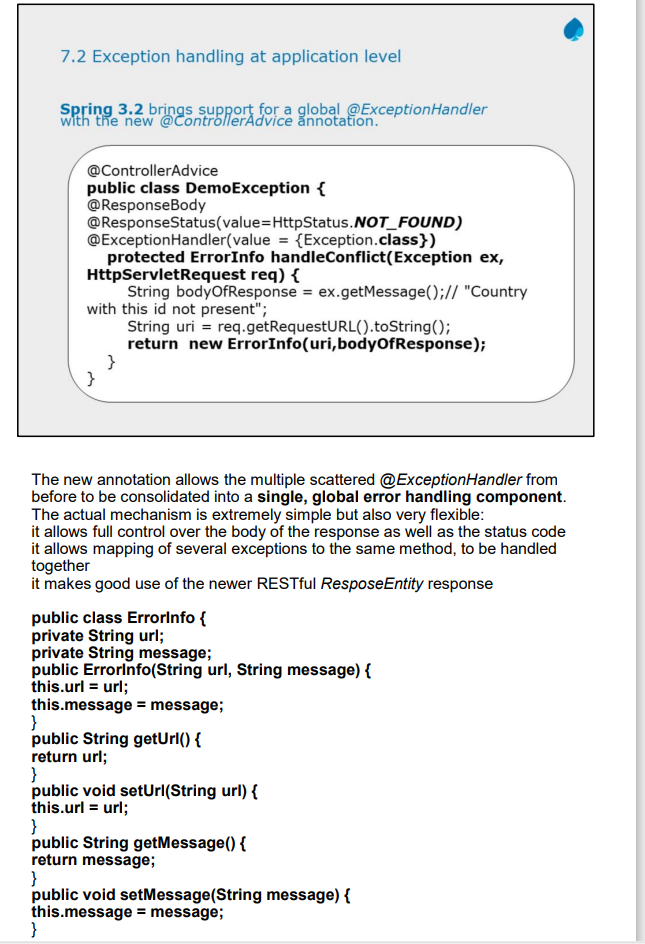 7.2 Exception handling at application level
Spring 3.2 brings support for a global @ExceptionHandler
with the new @ControllerAdvice annotation.
@ControllerAdvice
public class DemoException {
@ResponseBody
@ResponseStatus(value=HttpStatus.NOT_FOUND)
@ExceptionHandler(value = {Exception.class})
protected ErrorInfo handleConflict(Exception ex,
HttpServletRequest req) {
String bodyOfResponse = ex.getMessage();// "Country
with this id not present";
String uri = req.getRequestURL().toString();
return new ErrorInfo(uri,bodyOfResponse);
}
}
The new annotation allows the multiple scattered @ExceptionHandler from
before to be consolidated into a single, global error handling component.
The actual mechanism is extremely simple but also very flexible:
it allows full control over the body of the response as well as the status code
it allows mapping of several exceptions to the same method, to be handled
together
it makes good use of the newer RESTful ResposeEntity response
public class ErrorInfo {
private String url;
private String message;
public ErrorInfo(String url, String message) {
this.url = url;
this.message = message;
}
public String getUrl() {
return url;
}
public void setUrl(String url) {
this.url = url;
}
public String getMessage() {
return message;
}
public void setMessage(String message) {
this.message = message;
}